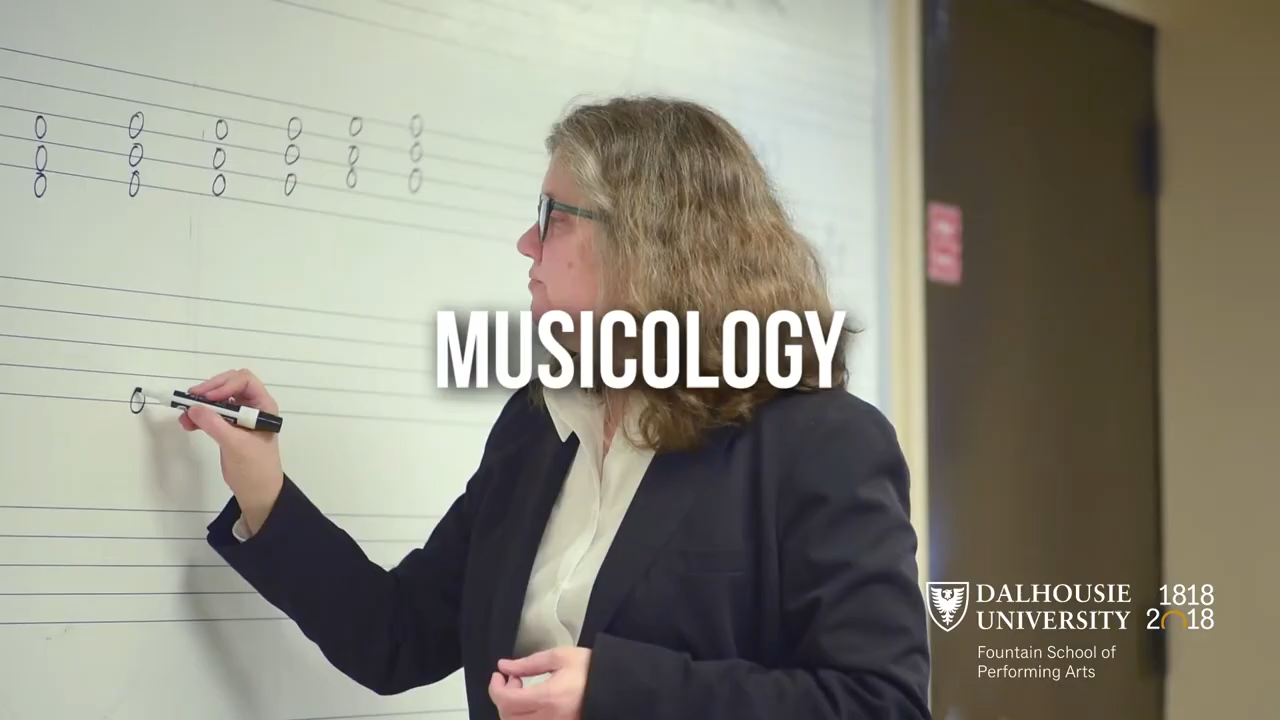 MUSICOLOGY
DALHOUSIE
UNIVERSITY
1818
2018
Fountain School of
Performing Arts